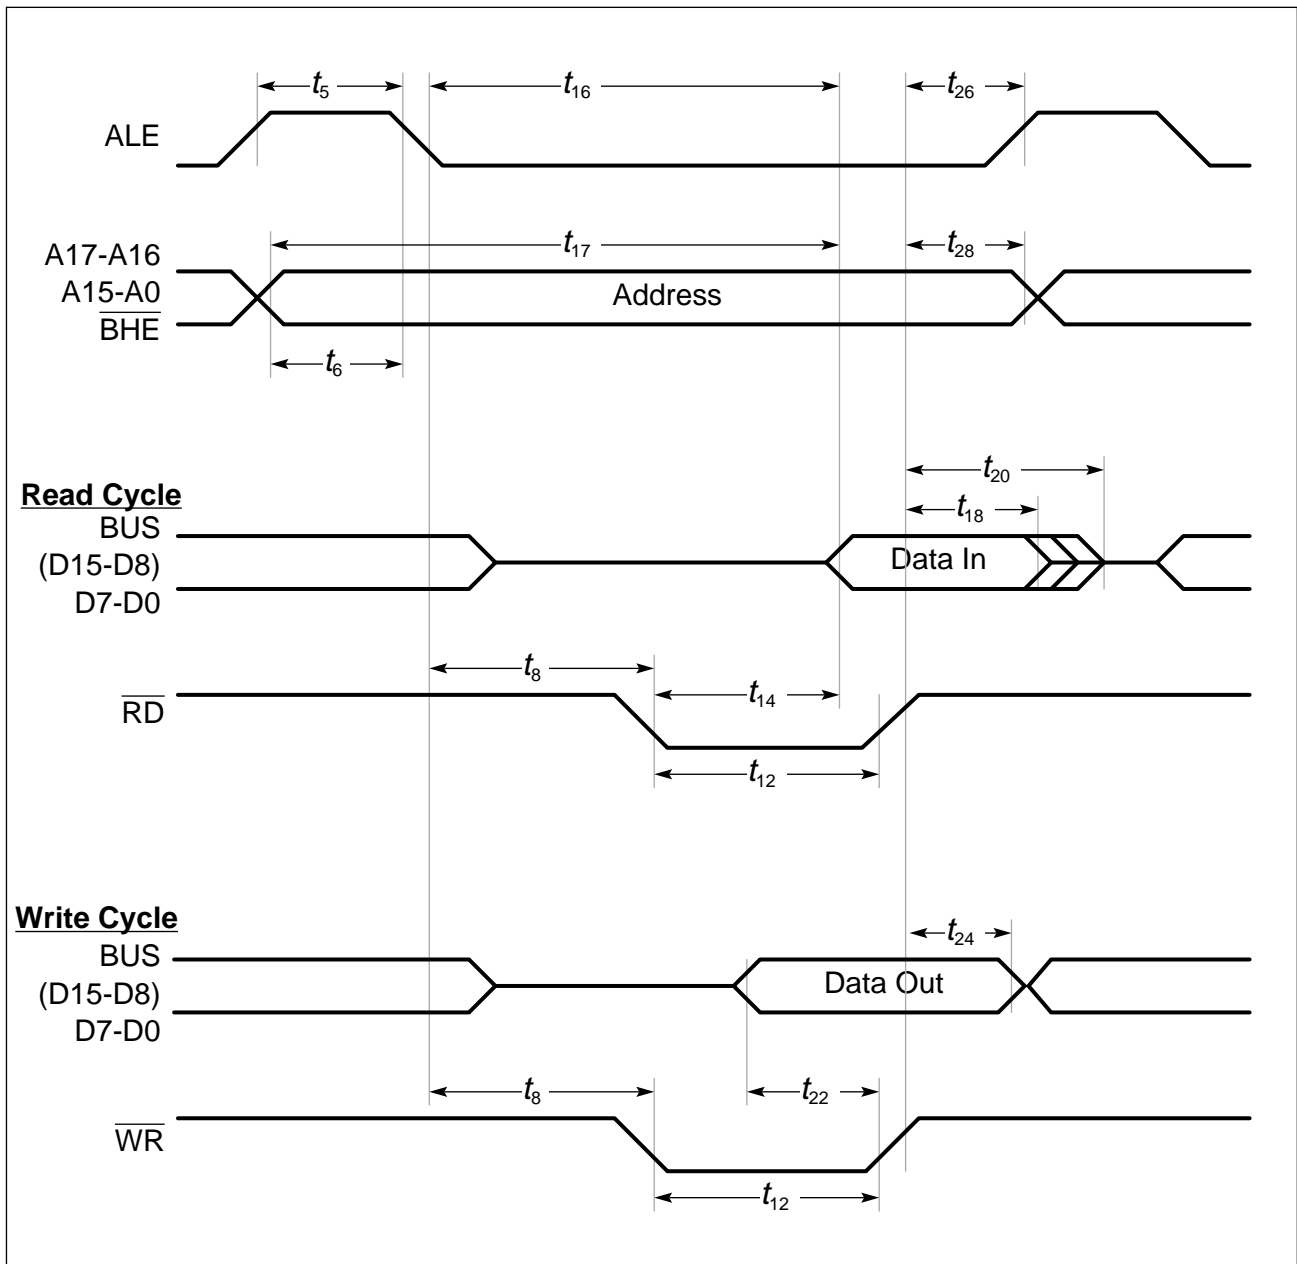 t5
t16
t26
ALE
t17
t28
A17-A16
A15-A0
BHE
Address
t6
t20
t18
Read Cycle
BUS
(D15-D8)
D7-D0
Data In
t8
t14
RD
t12
Write Cycle
t24
BUS
(D15-D8)
D7-D0
Data Out
t8
t22
WR
t12